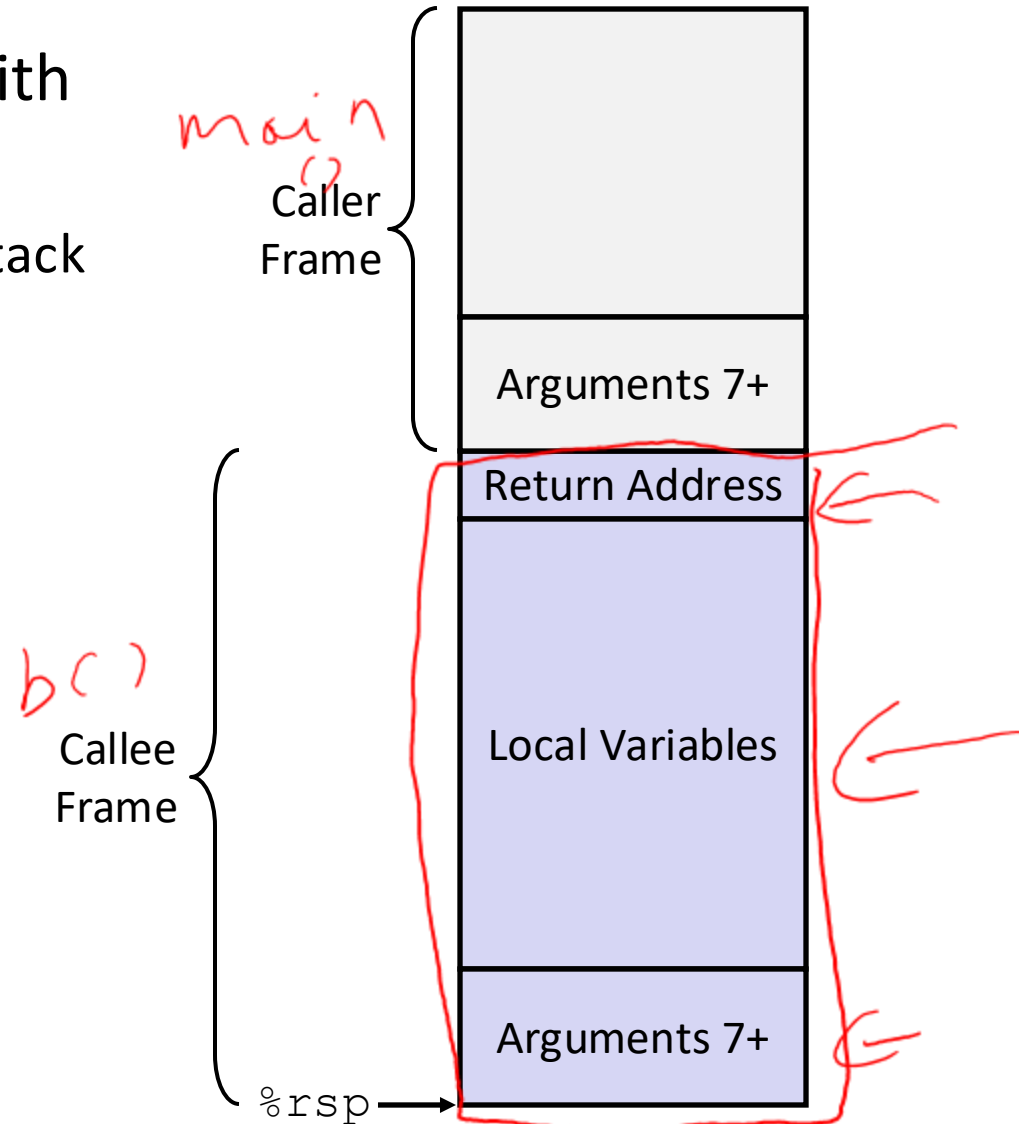 ith
main
()
Caller
Frame
tack
Arguments 7+
Return Address
b()
Callee
Frame
Local Variables
Arguments 7+
%rsp